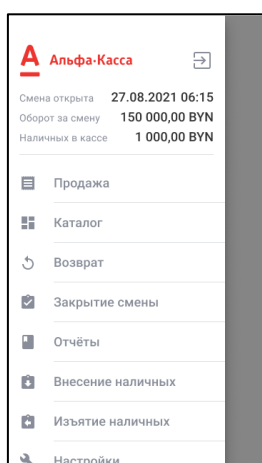 А Альфа·Касса
Смена открыта 27.08.2021 06:15
Оборот за смену 150 000,00 BYN
Наличных в кассе 1 000,00 BYN
Продажа
Каталог
Возврат
Закрытие смены
Отчёты
Внесение наличных
Изъятие наличных
Настройки